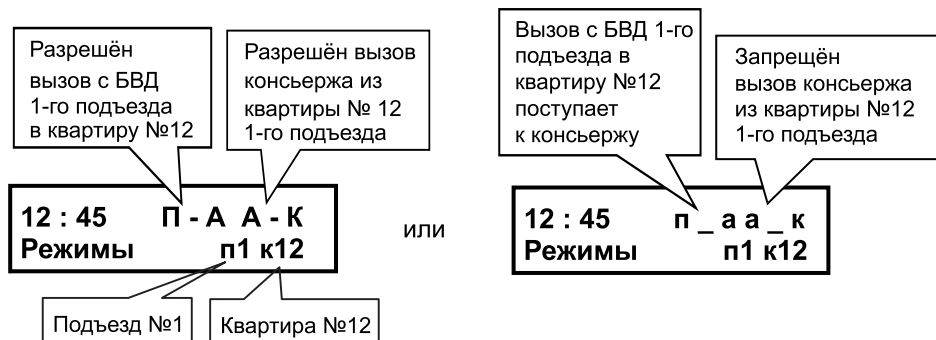 Разрешён
вызов с БВД
1-го подъезда
в квартиру №12
Разрешён вызов
консьержа из
квартиры № 12
1-го подъезда
12 : 45 П - А А - К
Режимы п1 к12
Подъезд №1
Квартира №12
или
Вызов с БВД 1-го
подъезда в
квартиру №12
поступает
к консьержу
Запрещён
вызов консьержа
из квартиры №12
1-го подъезда
12 : 45 п _ а а _ к
Режимы п1 к12